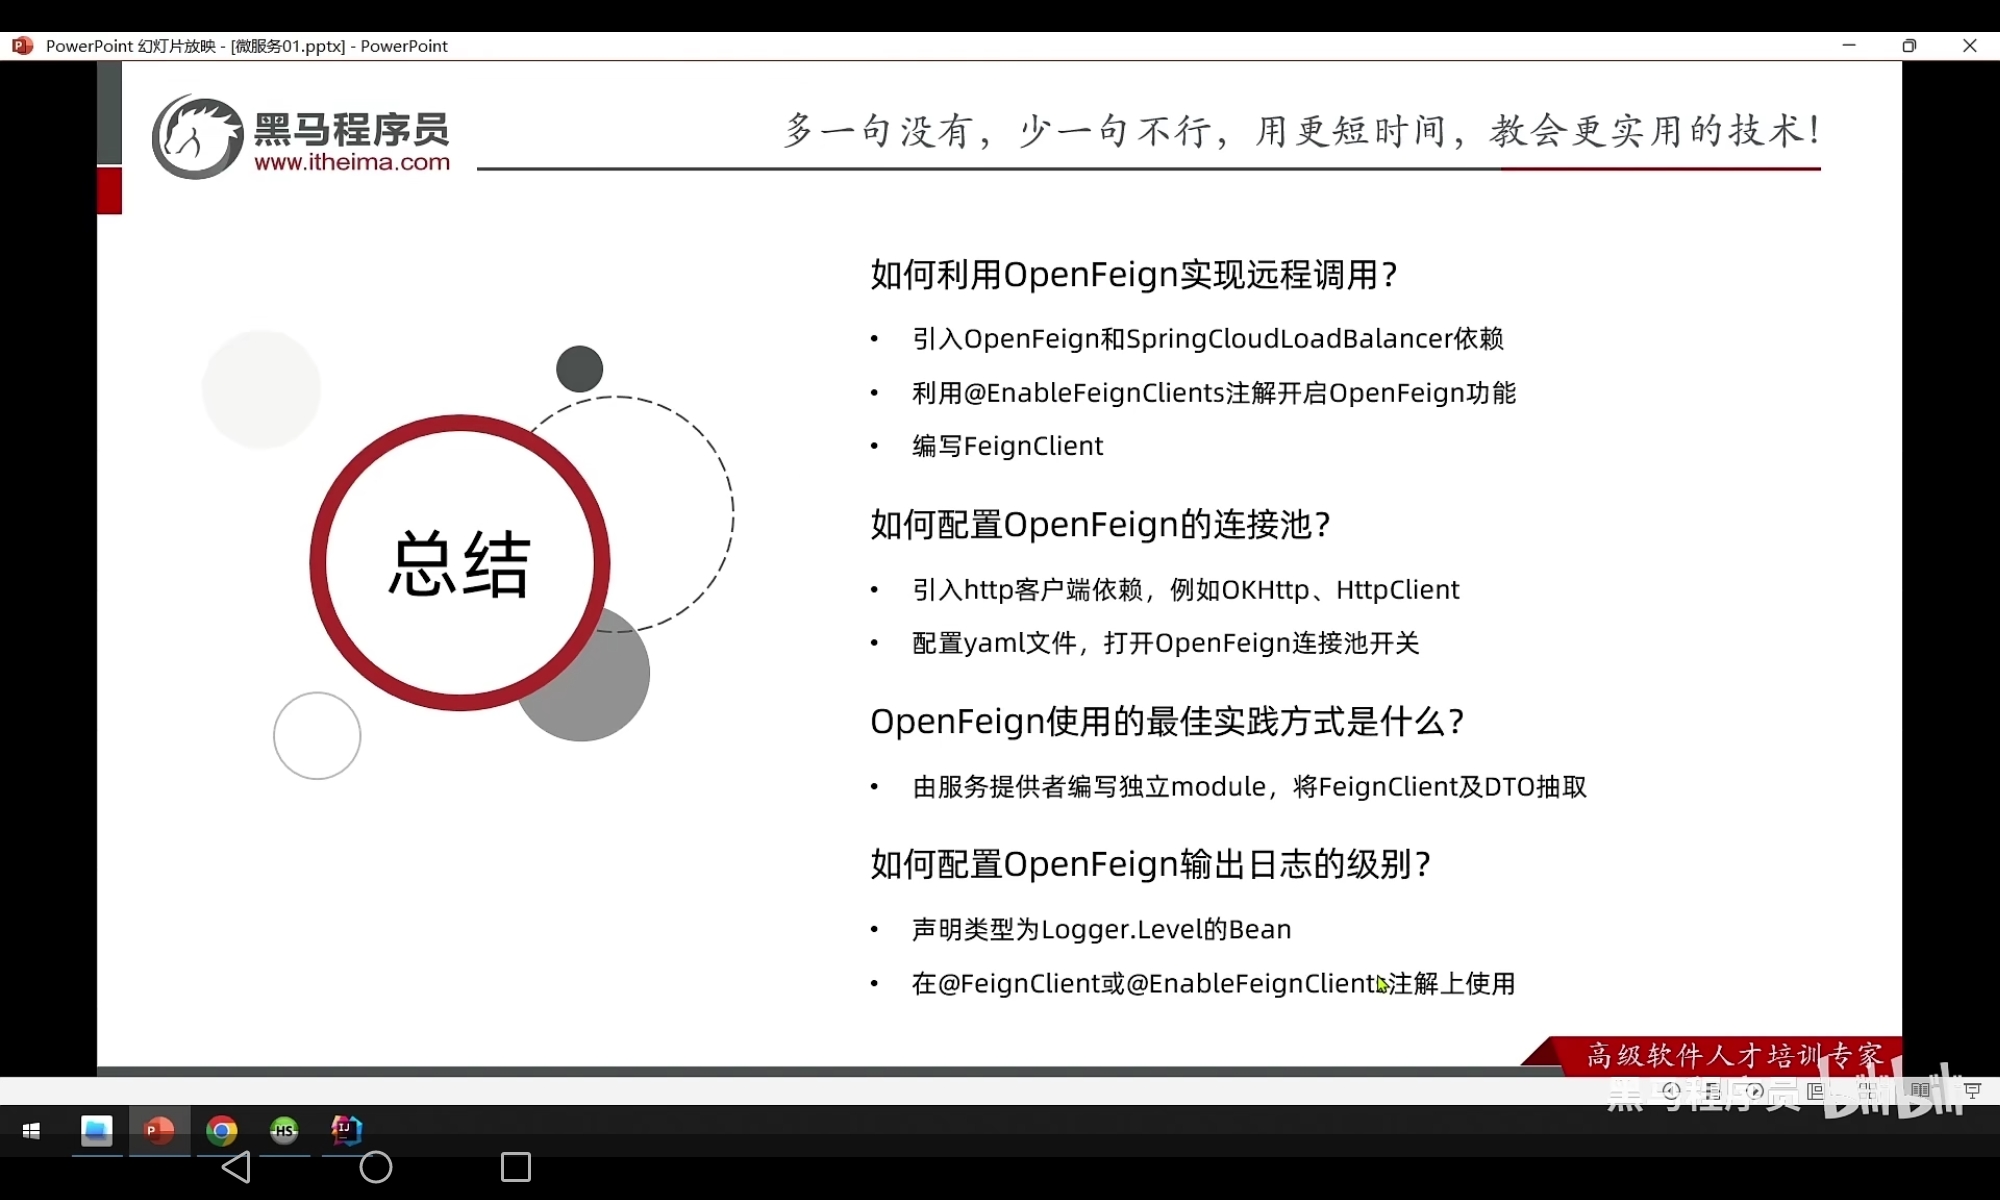 PowerPoint 幻灯片放映 - [微服务01.pptx] - PowerPoint
黑马程序员
www.itheima.com
多一句没有，少一句不行，用更短时间，教会更实用的技术！
总结
如何利用OpenFeign实现远程调用？
• 引入OpenFeign和SpringCloudLoadBalancer依赖
• 利用@EnableFeignClients注解开启OpenFeign功能
• 编写FeignClient
如何配置OpenFeign的连接池？
• 引入http客户端依赖，例如OKHttp、HttpClient
• 配置yaml文件，打开OpenFeign连接池开关
OpenFeign使用的最佳实践方式是什么？
• 由服务提供者编写独立module，将FeignClient及DTO抽取
如何配置OpenFeign输出日志的级别？
• 声明类型为Logger.Level的Bean
• 在@FeignClient或@EnableFeignClients注解上使用
高级软件人才培训专家
黑马程序员 bilibili
P
HS
IJ